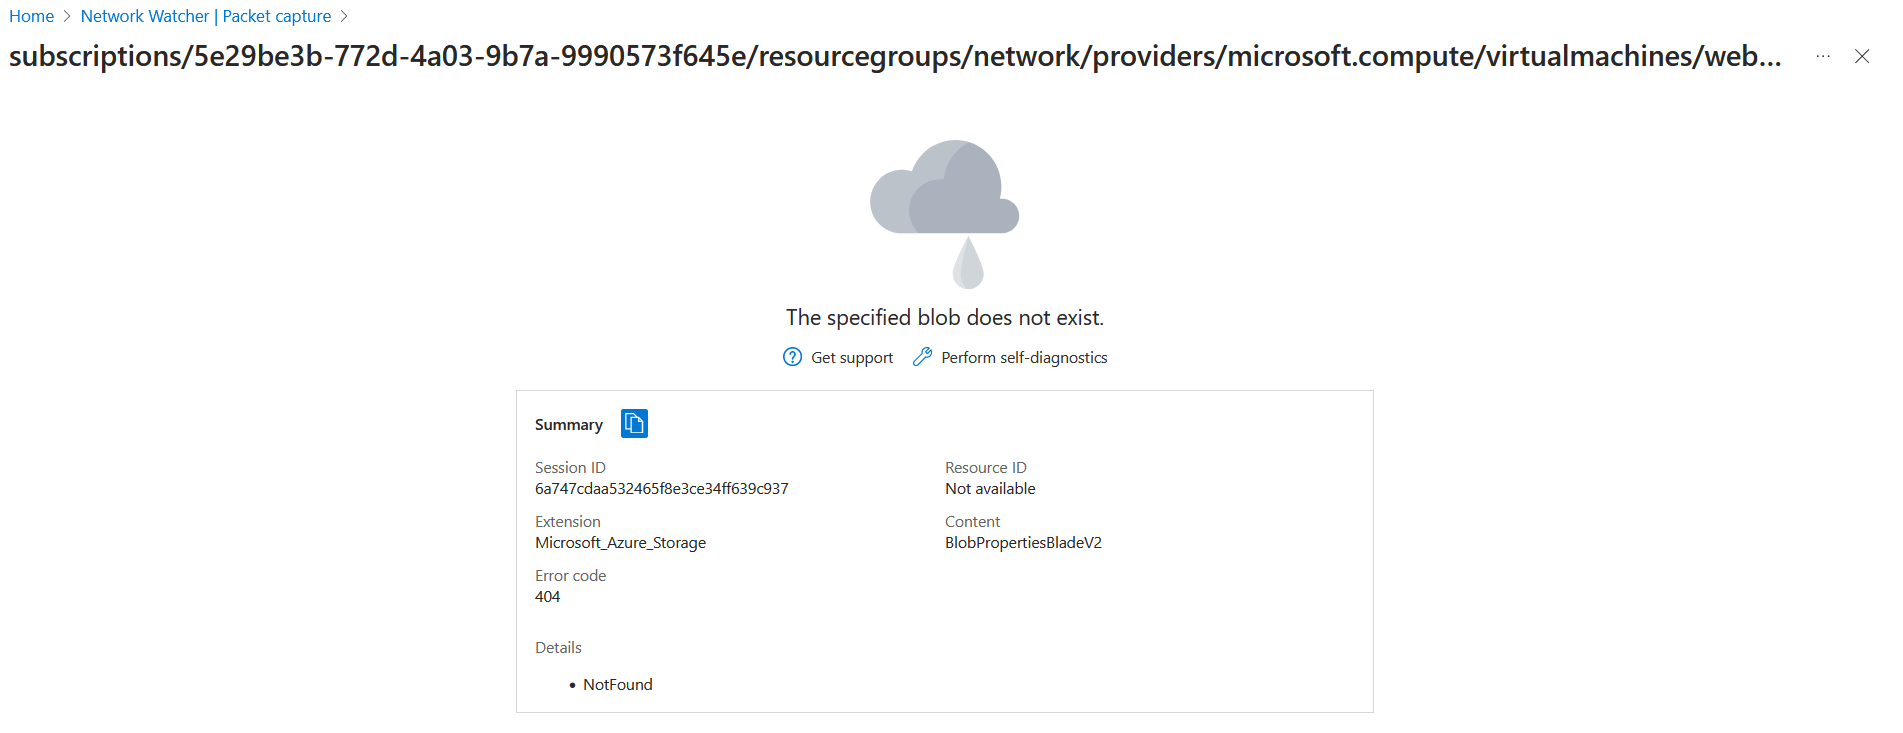 Home > Network Watcher | Packet capture >
subscriptions/5e29be3b-772d-4a03-9b7a-9990573f645e/resourcegroups/network/providers/microsoft.compute/virtualmachines/web...
The specified blob does not exist.
Get support Perform self-diagnostics
Summary
Session ID Resource ID
6a747cdaa532465f8e3ce34ff639c937 Not available
Extension Content
Microsoft_Azure_Storage BlobPropertiesBladeV2
Error code
404
Details
• NotFound